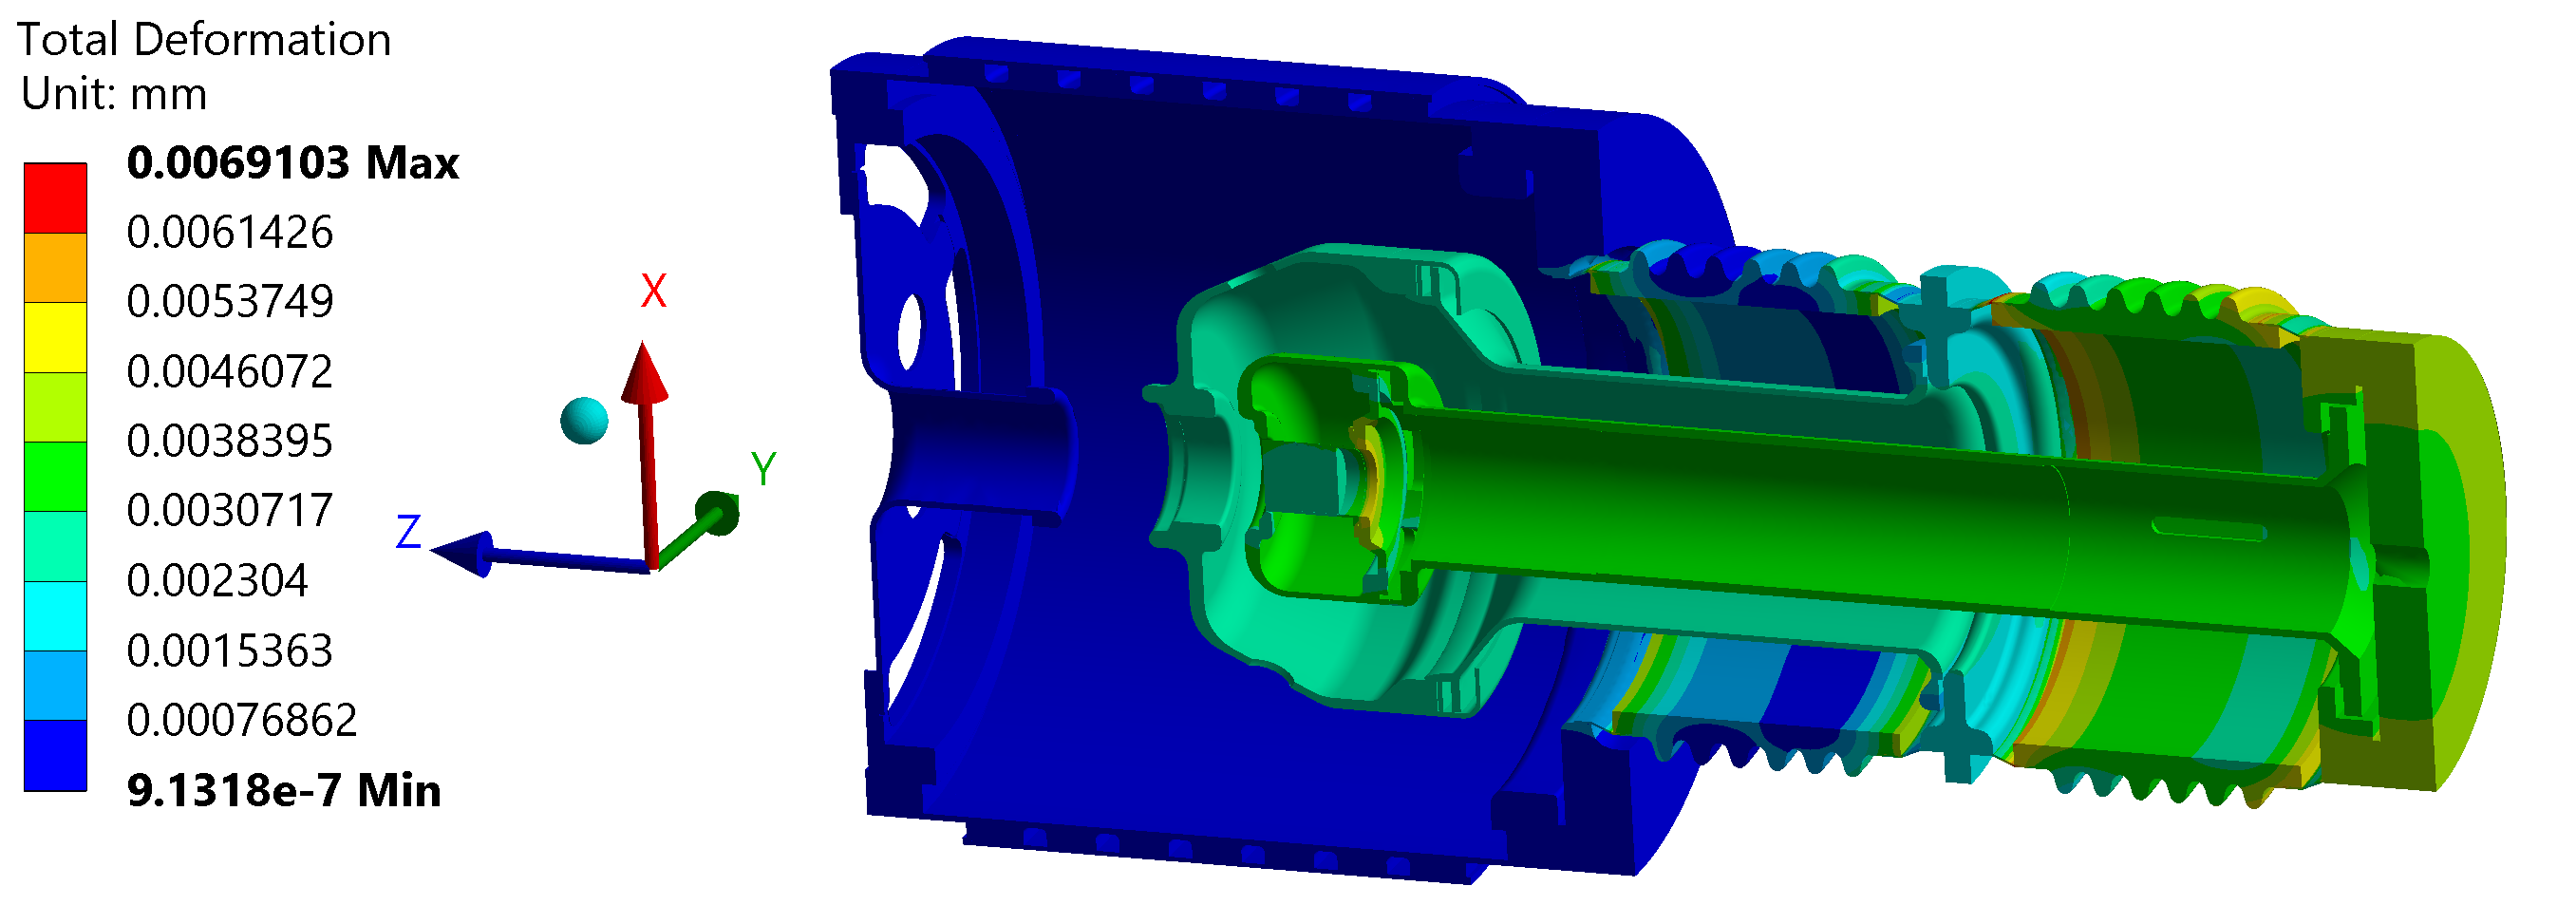 Total Deformation
Unit: mm
0.0069103 Max
0.0061426
0.0053749
0.0046072
0.0038395
0.0030717
0.002304
0.0015363
0.00076862
9.1318e-7 Min
X
Y
Z